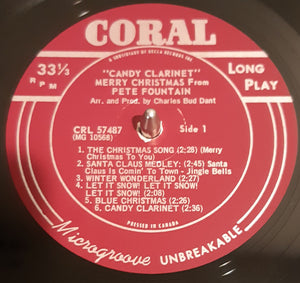 CORAL
A SUBSIDIARY OF DECCA RECORDS INC
33⅓
RPM
LONG
PLAY
"CANDY CLARINET"
MERRY CHRISTMAS From
PETE FOUNTAIN
Arr. and Prod. by Charles Bud Dant
CRL 57487
(MG 10568)
Side 1
1. THE CHRISTMAS SONG (2:28) (Merry
Christmas To You)
2. SANTA CLAUS MEDLEY: (2:45) Santa
Claus Is Comin' To Town - Jingle Bells
3. WINTER WONDERLAND (2:27)
4. LET IT SNOW! LET IT SNOW!
LET IT SNOW! (2:08)
5. BLUE CHRISTMAS (2:26)
6. CANDY CLARINET (2:36)
PRESSED IN CANADA
Microgroove UNBREAKABLE